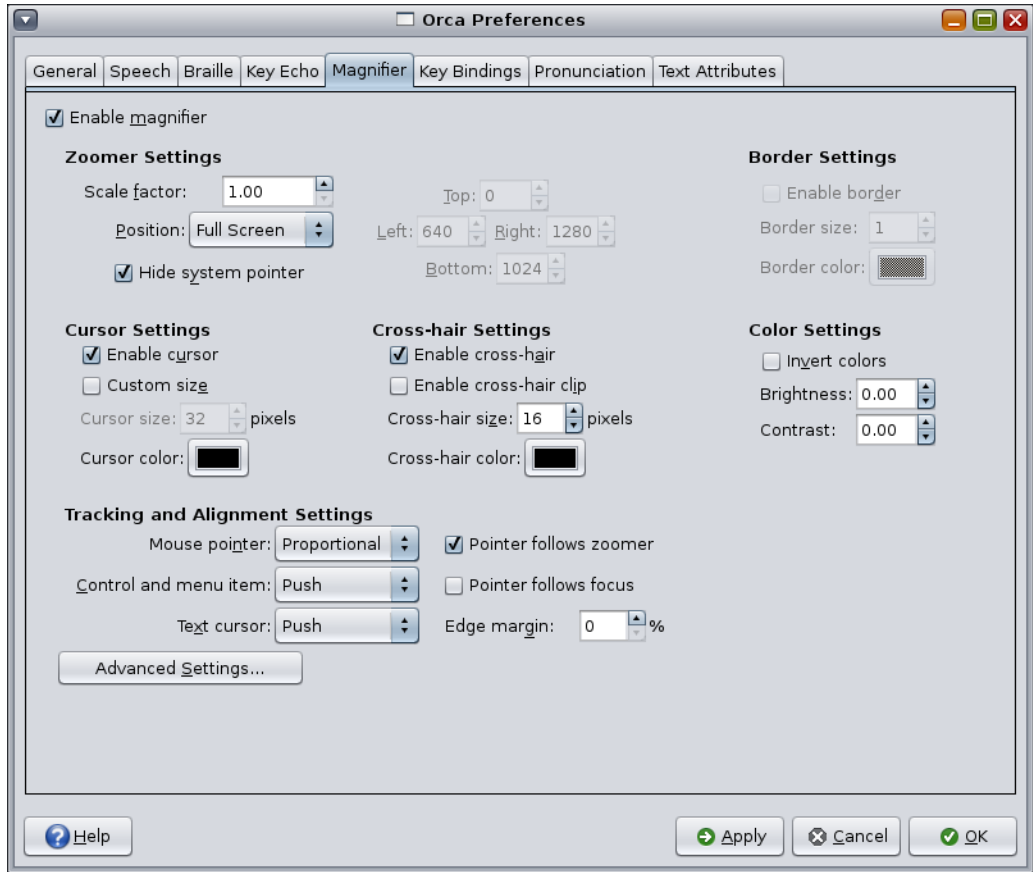 Orca Preferences
General Speech Braille Key Echo Magnifier Key Bindings Pronunciation Text Attributes
Enable magnifier
Zoomer Settings Border Settings
Scale factor: 1.00 Top: 0 Enable border
Position: Full Screen Left: 640 Right: 1280 Border size: 1
Hide system pointer Bottom: 1024 Border color:
Cursor Settings Cross-hair Settings Color Settings
Enable cursor Enable cross-hair Invert colors
Custom size Enable cross-hair clip Brightness: 0.00
Cursor size: 32 pixels Cross-hair size: 16 pixels Contrast: 0.00
Cursor color: Cross-hair color:
Tracking and Alignment Settings
Mouse pointer: Proportional Pointer follows zoomer
Control and menu item: Push Pointer follows focus
Text cursor: Push Edge margin: 0 %
Advanced Settings...
Help Apply Cancel OK